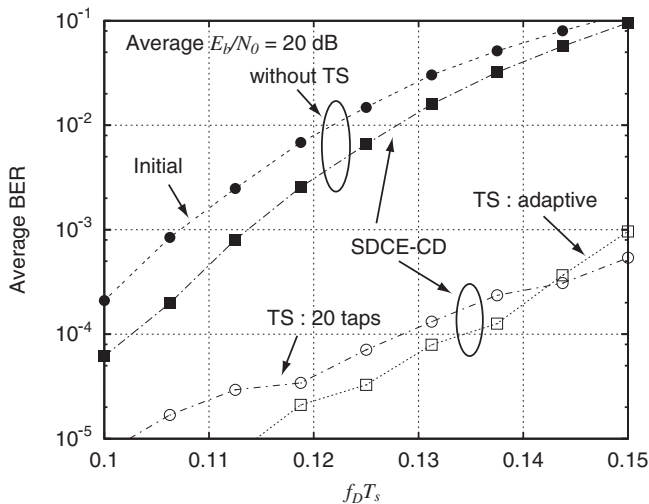 10⁻¹
Average E_b/N_0 = 20 dB
without TS
10⁻²
Initial
TS : adaptive
10⁻³
SDCE-CD
Average BER
10⁻⁴
TS : 20 taps
10⁻⁵
0.1 0.11 0.12 0.13 0.14 0.15
f_D T_s